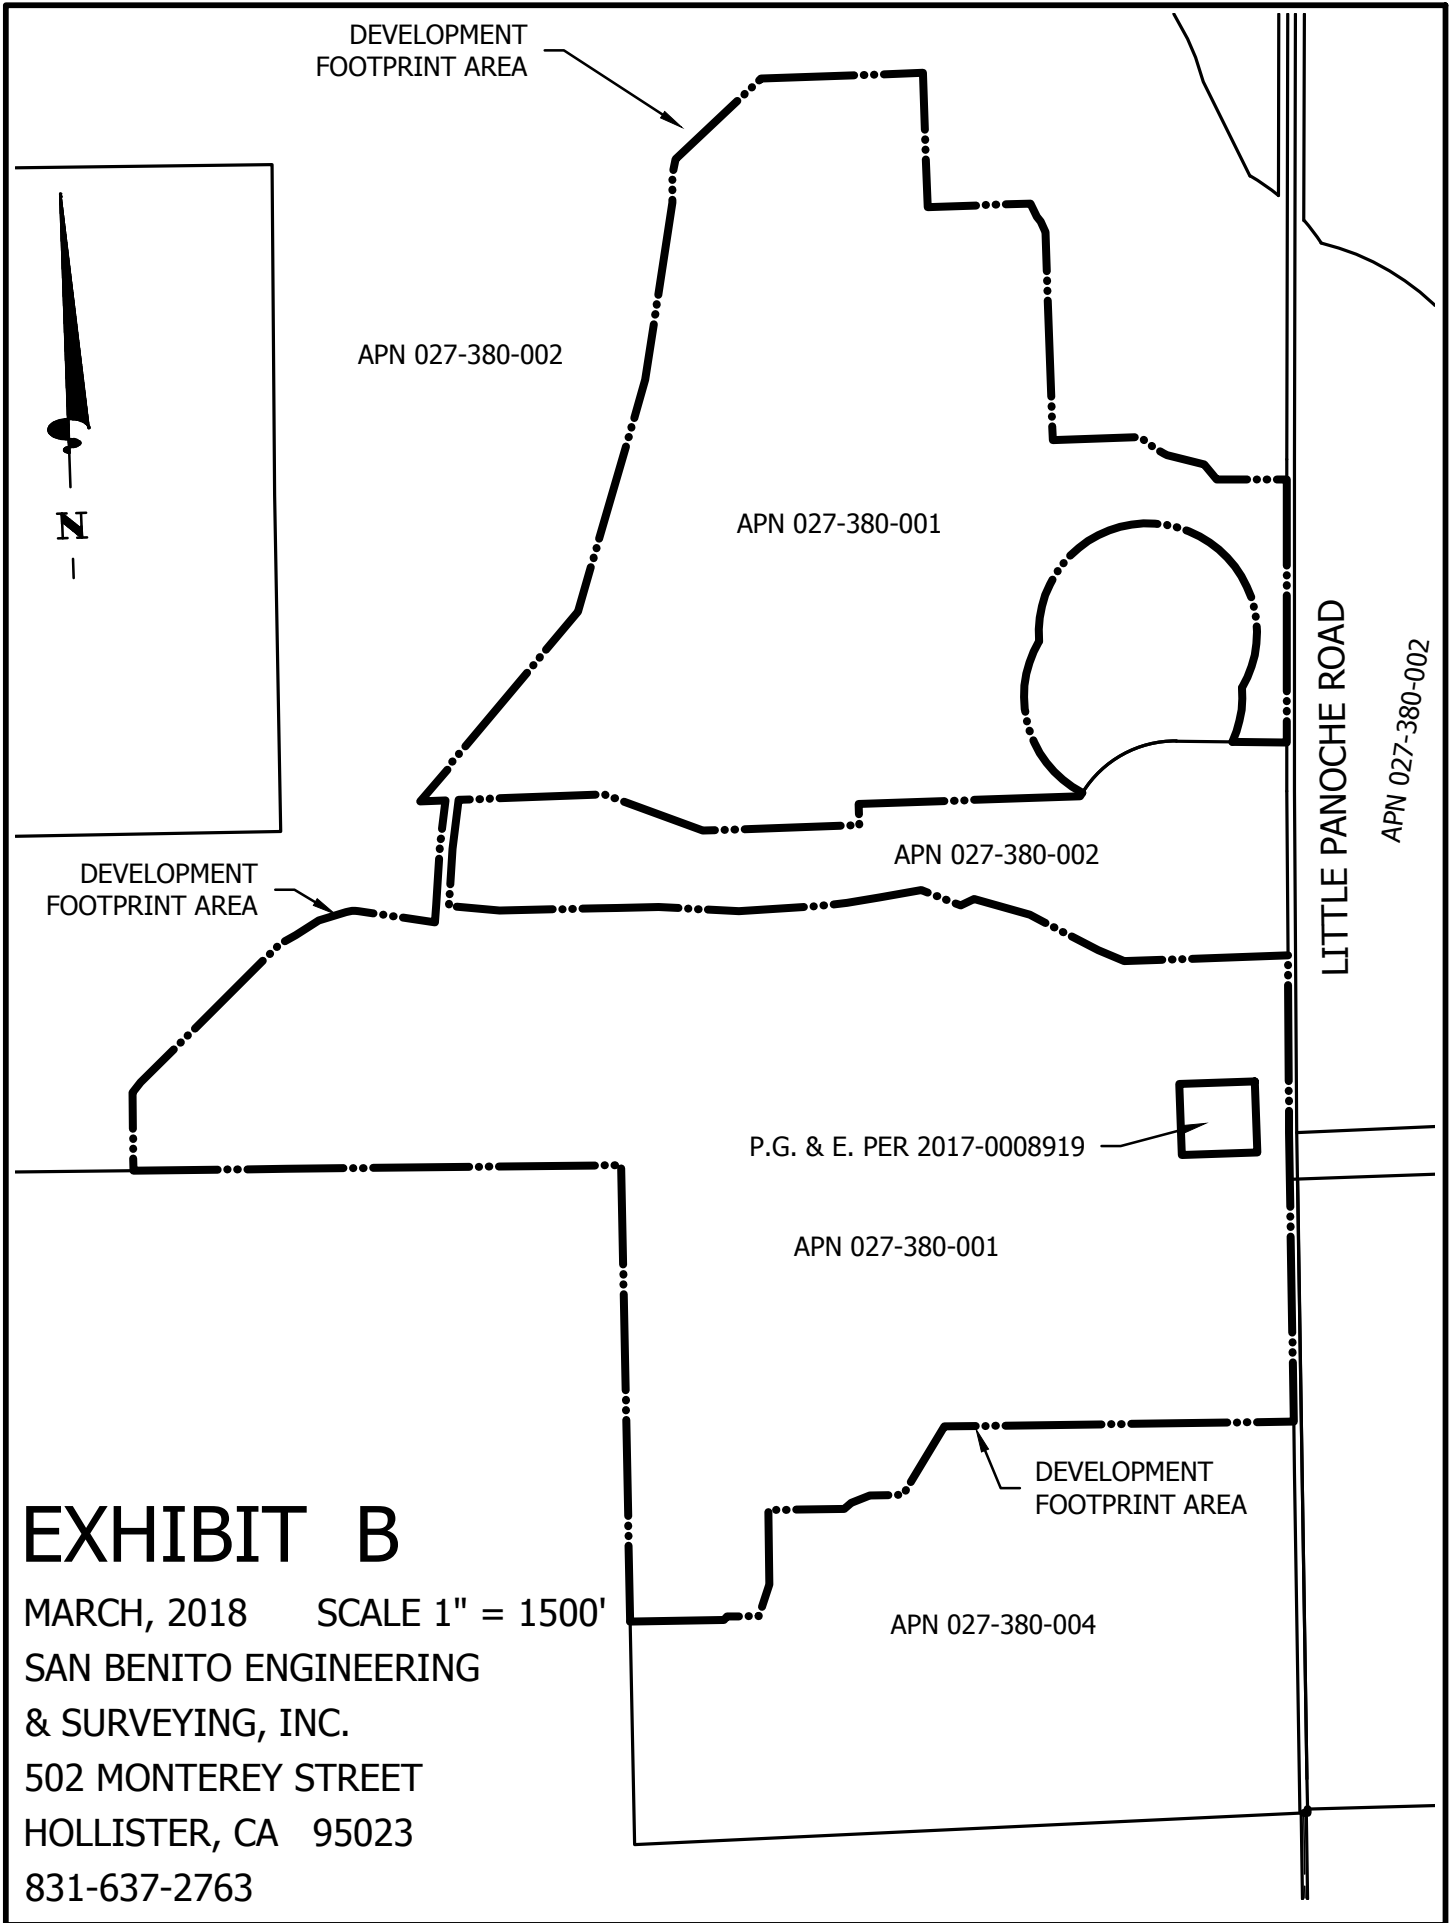 DEVELOPMENT
FOOTPRINT AREA
APN 027-380-002
N
APN 027-380-001
LITTLE PANOCHE ROAD
APN 027-380-002
APN 027-380-002
DEVELOPMENT
FOOTPRINT AREA
P.G. & E. PER 2017-0008919
APN 027-380-001
DEVELOPMENT
FOOTPRINT AREA
APN 027-380-004
EXHIBIT B
MARCH, 2018 SCALE 1" = 1500'
SAN BENITO ENGINEERING
& SURVEYING, INC.
502 MONTEREY STREET
HOLLISTER, CA 95023
831-637-2763